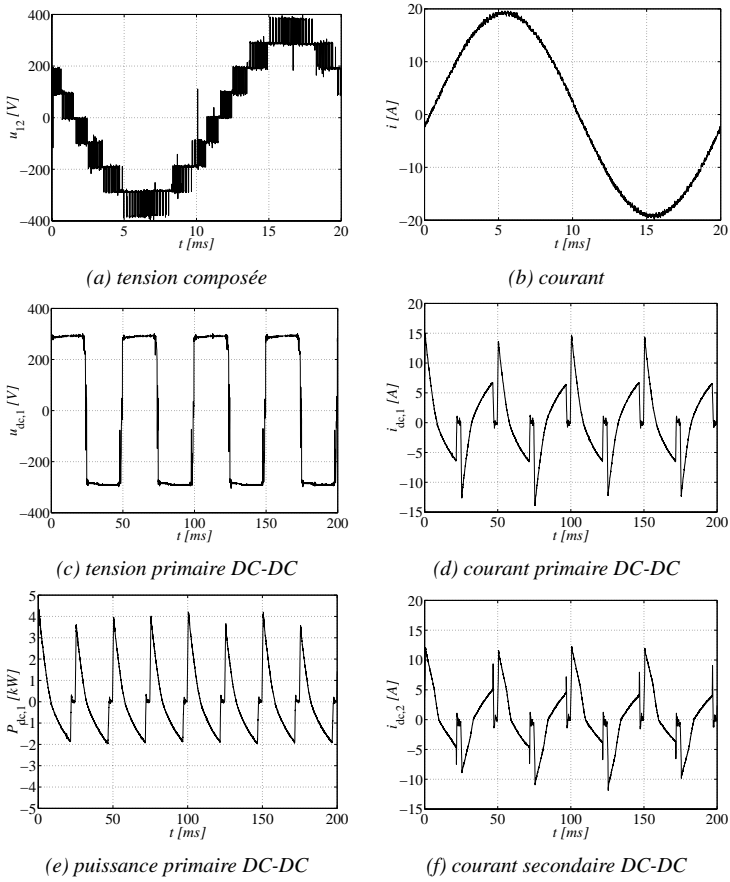 400
200
0
−200
−400
u12 [V]
0 5 10 15 20
t [ms]
(a) tension composée
20
10
0
−10
−20
i [A]
0 5 10 15 20
t [ms]
(b) courant
400
200
0
−200
−400
udc,1 [V]
0 50 100 150 200
t [ms]
(c) tension primaire DC-DC
20
15
10
5
0
−5
−10
−15
idc,1 [A]
0 50 100 150 200
t [ms]
(d) courant primaire DC-DC
5
4
3
2
1
0
−1
−2
−3
−4
−5
Pdc,1 [kW]
0 50 100 150 200
t [ms]
(e) puissance primaire DC-DC
20
15
10
5
0
−5
−10
−15
idc,2 [A]
0 50 100 150 200
t [ms]
(f) courant secondaire DC-DC